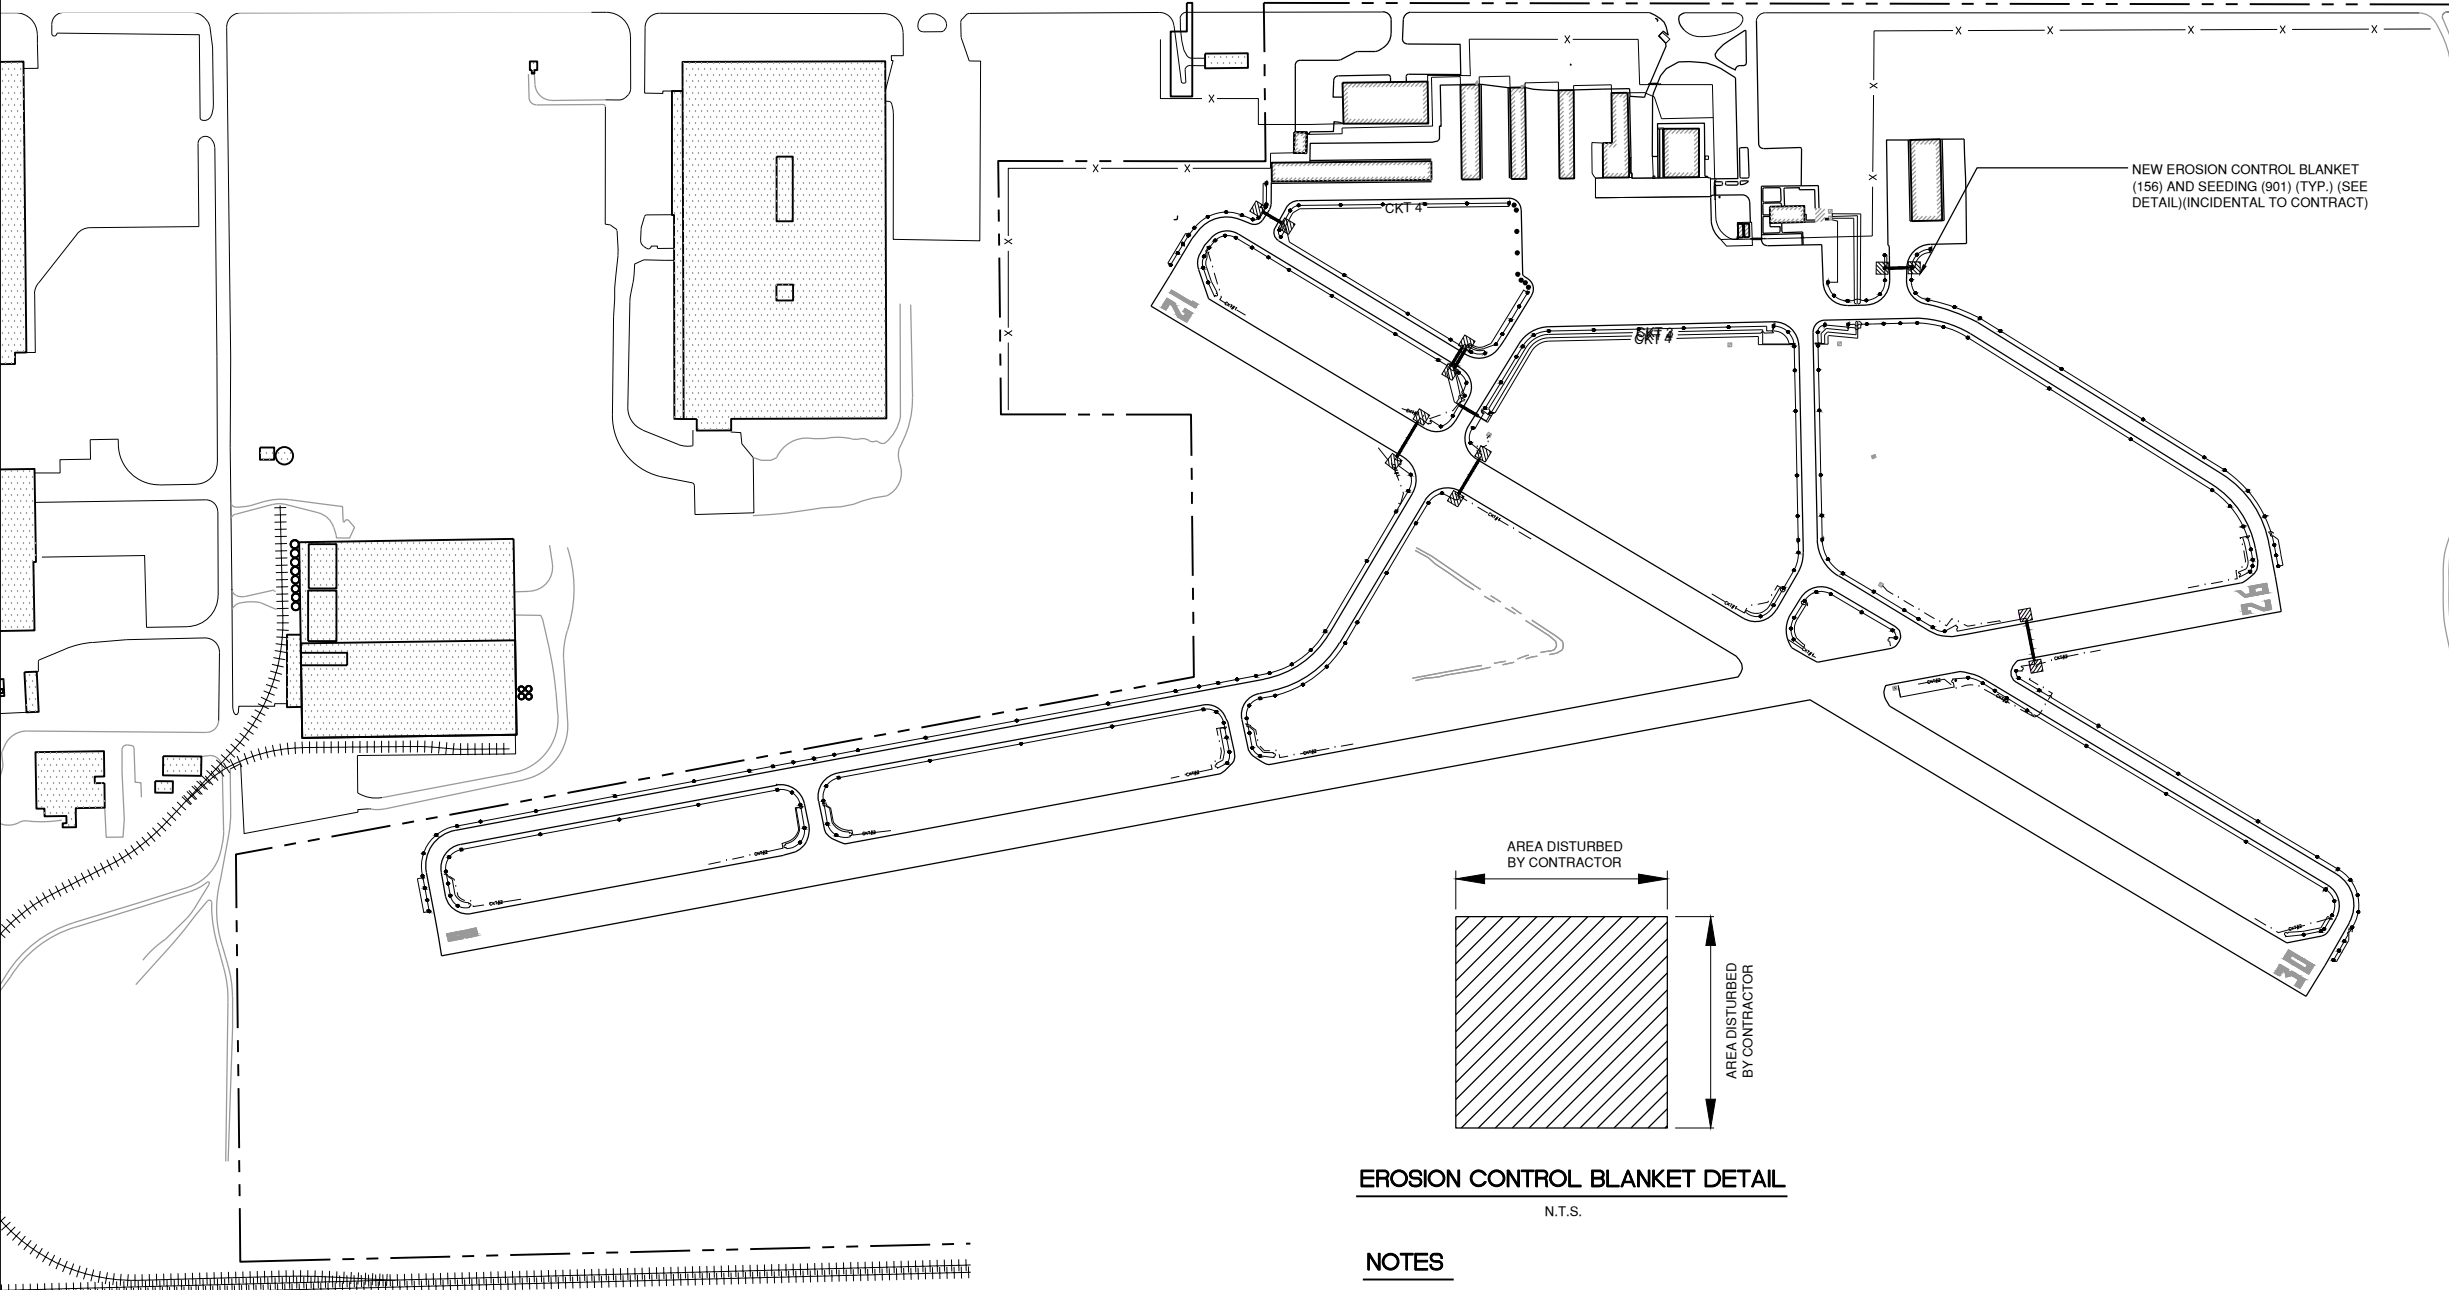 X
X
X
X
X
X
X
X
X
X
X
X
X
X
NEW EROSION CONTROL BLANKET
(156) AND SEEDING (901) (TYP.) (SEE
DETAIL)(INCIDENTAL TO CONTRACT)
CKT 4
12
CKT 4
26
1
30
AREA DISTURBED
BY CONTRACTOR
AREA DISTURBED
BY CONTRACTOR
EROSION CONTROL BLANKET DETAIL
N.T.S.
NOTES